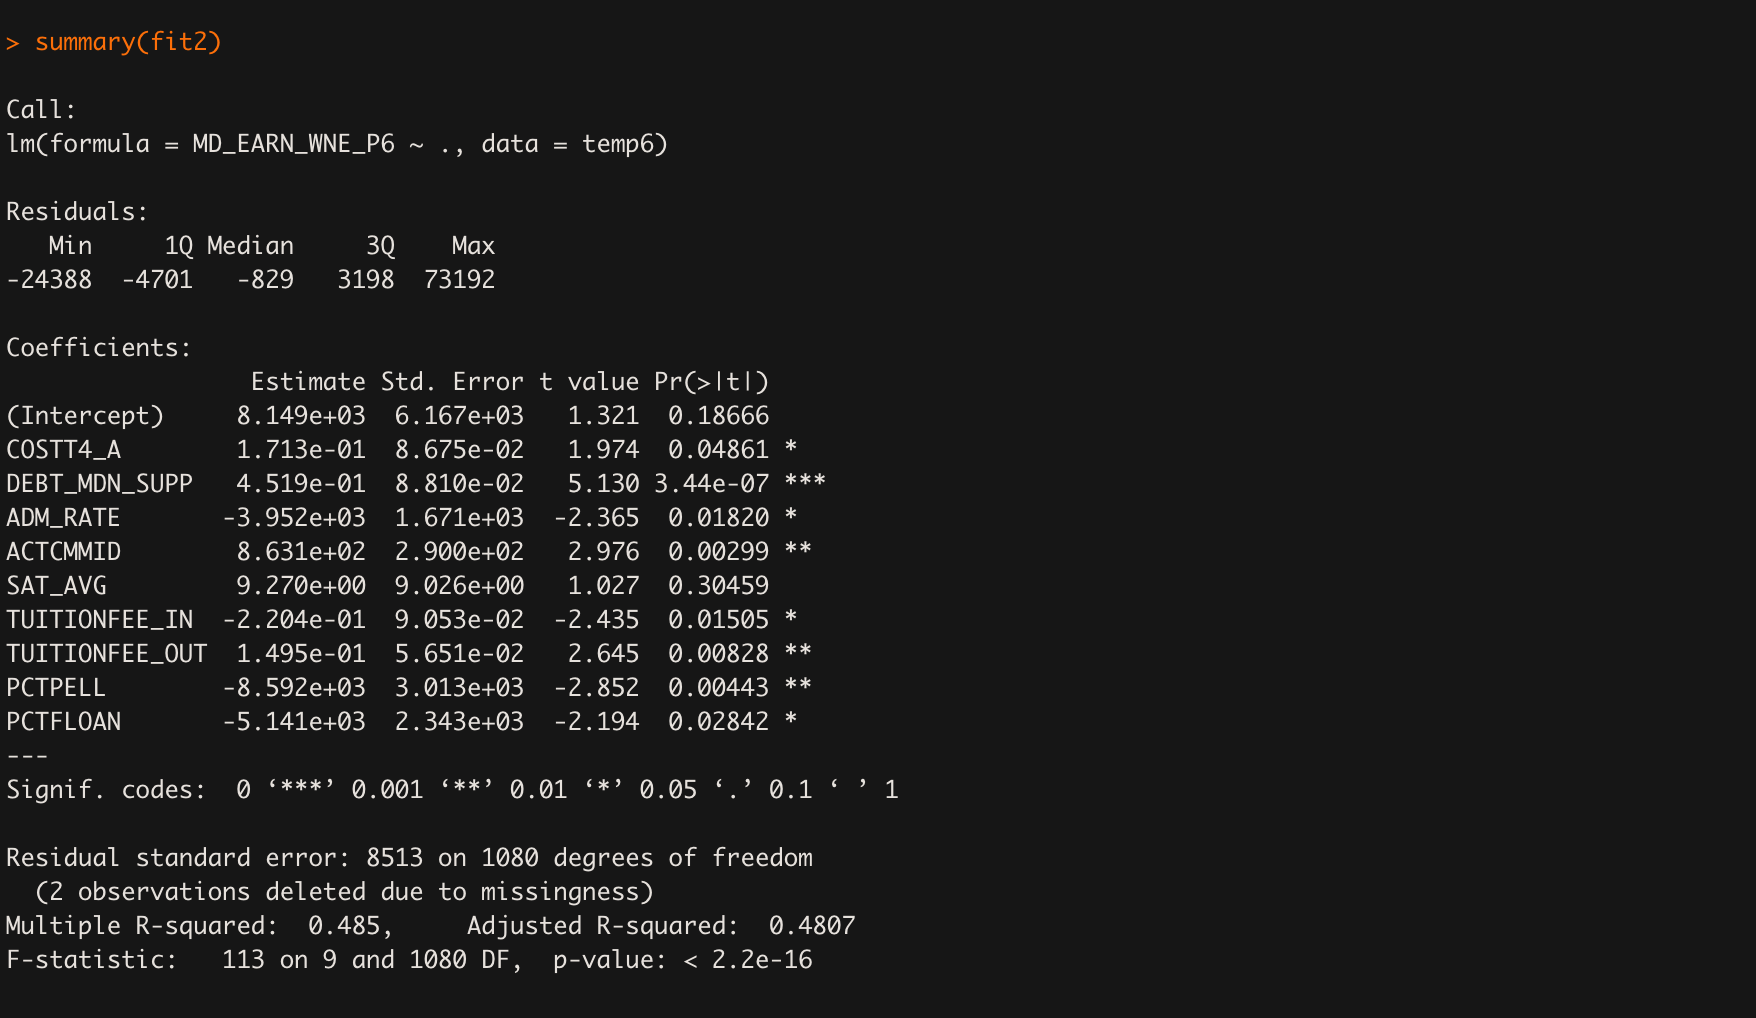 > summary(fit2)

Call:
lm(formula = MD_EARN_WNE_P6 ~ ., data = temp6)

Residuals:
   Min     1Q Median     3Q    Max
-24388  -4701   -829   3198  73192

Coefficients:
                 Estimate Std. Error t value Pr(>|t|)
(Intercept)     8.149e+03  6.167e+03   1.321  0.18666
COSTT4_A        1.713e-01  8.675e-02   1.974  0.04861 *
DEBT_MDN_SUPP   4.519e-01  8.810e-02   5.130 3.44e-07 ***
ADM_RATE       -3.952e+03  1.671e+03  -2.365  0.01820 *
ACTCMMID        8.631e+02  2.900e+02   2.976  0.00299 **
SAT_AVG         9.270e+00  9.026e+00   1.027  0.30459
TUITIONFEE_IN  -2.204e-01  9.053e-02  -2.435  0.01505 *
TUITIONFEE_OUT  1.495e-01  5.651e-02   2.645  0.00828 **
PCTPELL        -8.592e+03  3.013e+03  -2.852  0.00443 **
PCTFLOAN       -5.141e+03  2.343e+03  -2.194  0.02842 *
---
Signif. codes:  0 ‘***’ 0.001 ‘**’ 0.01 ‘*’ 0.05 ‘.’ 0.1 ‘ ’ 1

Residual standard error: 8513 on 1080 degrees of freedom
  (2 observations deleted due to missingness)
Multiple R-squared:  0.485,     Adjusted R-squared:  0.4807
F-statistic:   113 on 9 and 1080 DF,  p-value: < 2.2e-16